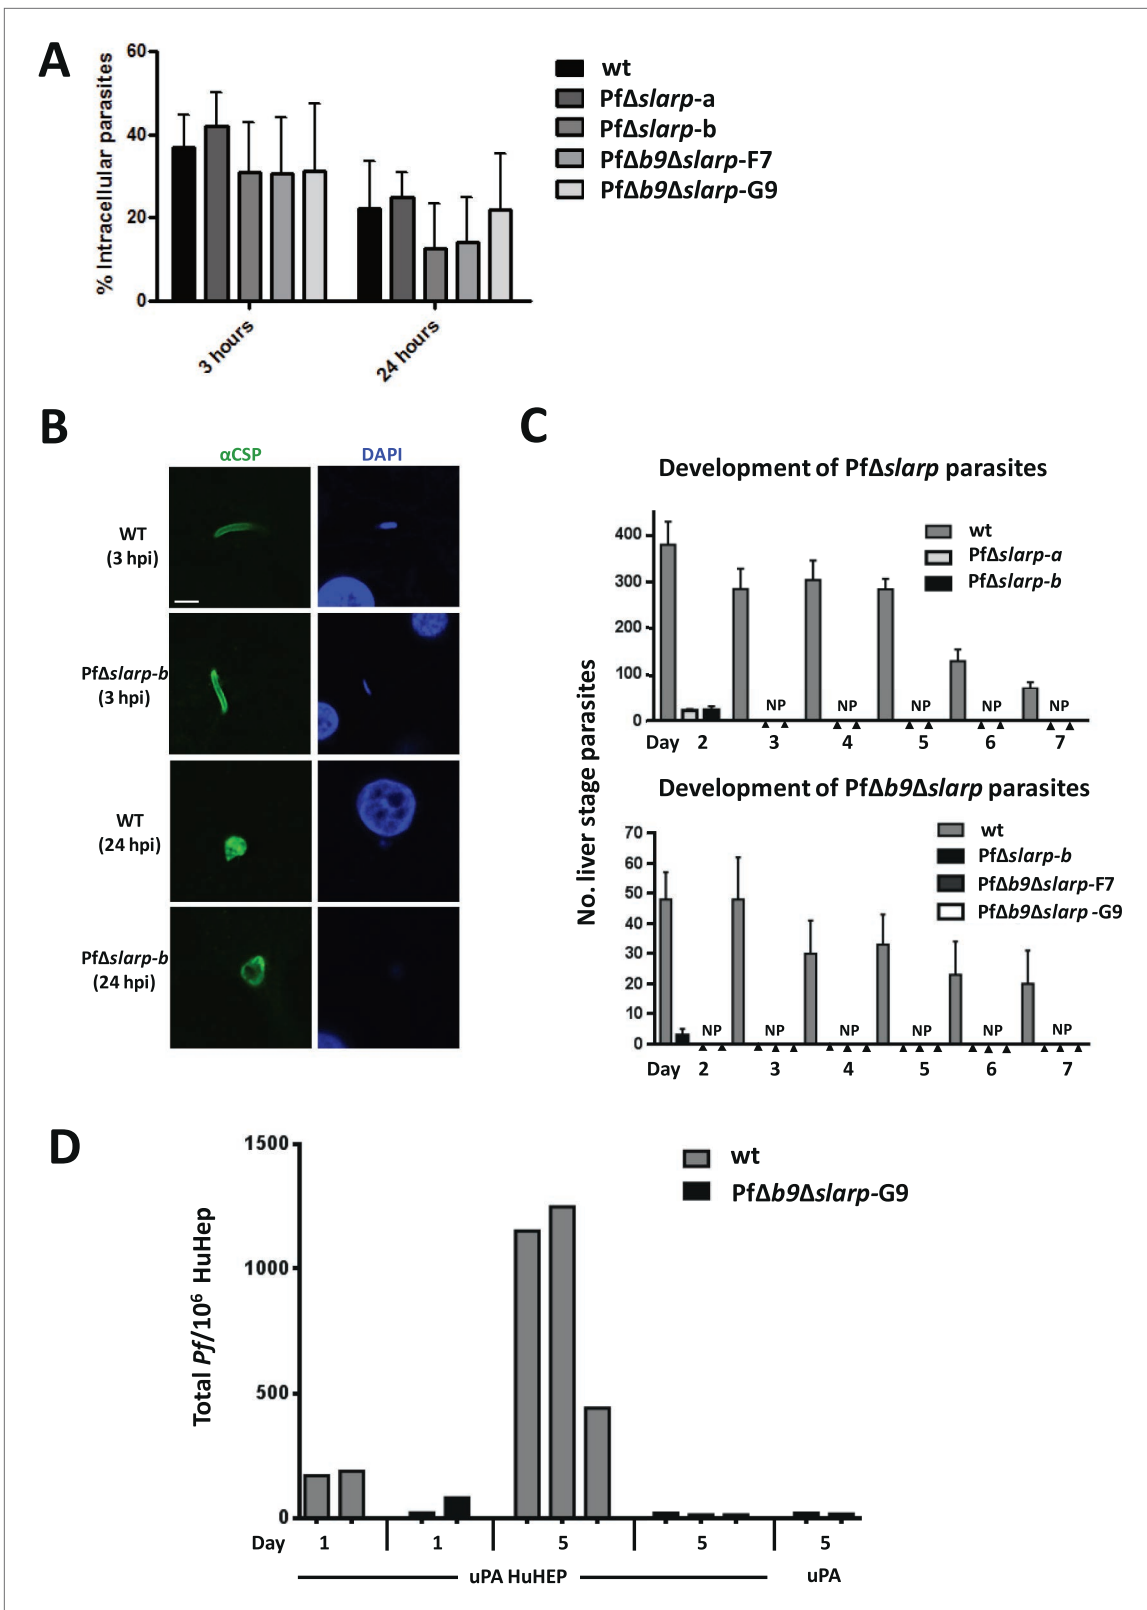 A
60
40
20
0
% Intracellular parasites
3 hours
24 hours
wt
PfΔslarp-a
PfΔslarp-b
PfΔb9Δslarp-F7
PfΔb9Δslarp-G9
B
αCSP
DAPI
WT
(3 hpi)
PfΔslarp-b
(3 hpi)
WT
(24 hpi)
PfΔslarp-b
(24 hpi)
C
No. liver stage parasites
Development of PfΔslarp parasites
400
300
200
100
0
wt
PfΔslarp-a
PfΔslarp-b
NP NP NP NP NP
Day 2 3 4 5 6 7
Development of PfΔb9Δslarp parasites
70
60
50
40
30
20
10
0
wt
PfΔslarp-b
PfΔb9Δslarp-F7
PfΔb9Δslarp -G9
NP NP NP NP NP NP
Day 2 3 4 5 6 7
D
1500
1000
500
0
Total Pf/10⁶ HuHep
wt
PfΔb9Δslarp-G9
Day 1 1 5 5 5
uPA HuHEP uPA